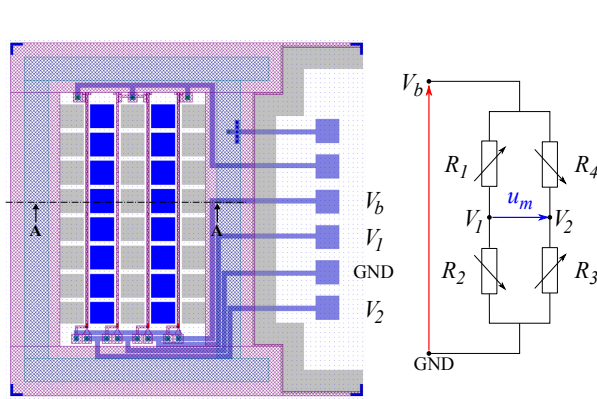 A
A
V_b
V_1
GND
V_2
V_b
R_1
R_4
u_m
V_1
V_2
R_2
R_3
GND